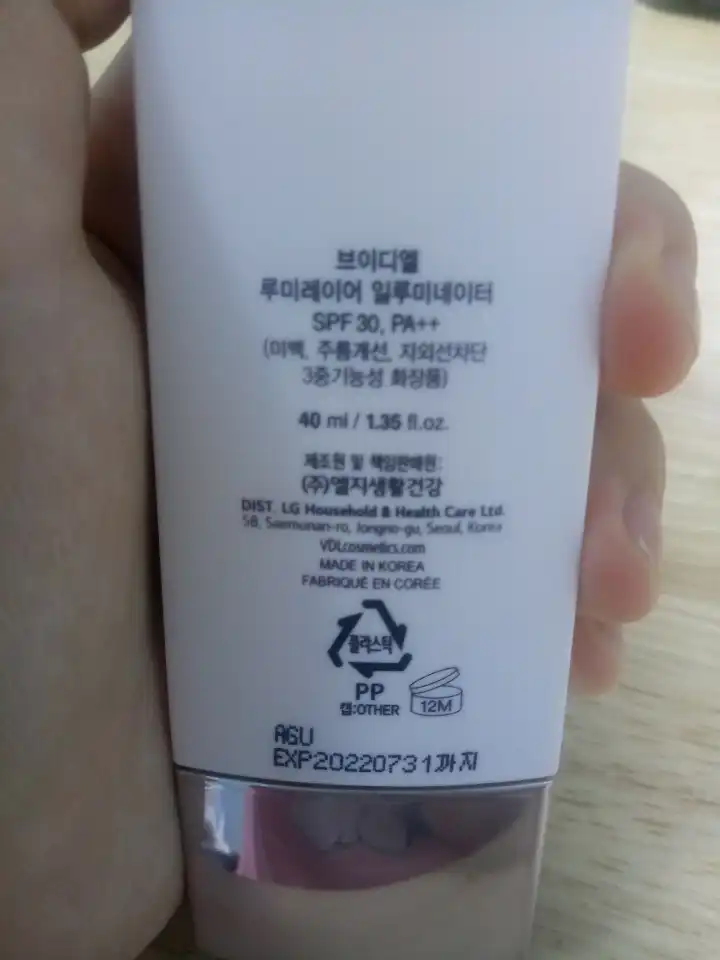 브이디엘
루미레이어 일루미네이터
SPF 30, PA++
(미백, 주름개선, 자외선차단
3중기능성 화장품)
40 ml / 1.35 fl.oz.
제조원 및 책임판매원:
(주)엘지생활건강
DIST. LG Household & Health Care Ltd.
58, Saemunan-ro, Jongno-gu, Seoul, Korea
VDLcosmetics.com
MADE IN KOREA
FABRIQUÉ EN CORÉE
플라스틱
PP
캡:OTHER
12M
AGU
EXP20220731까지